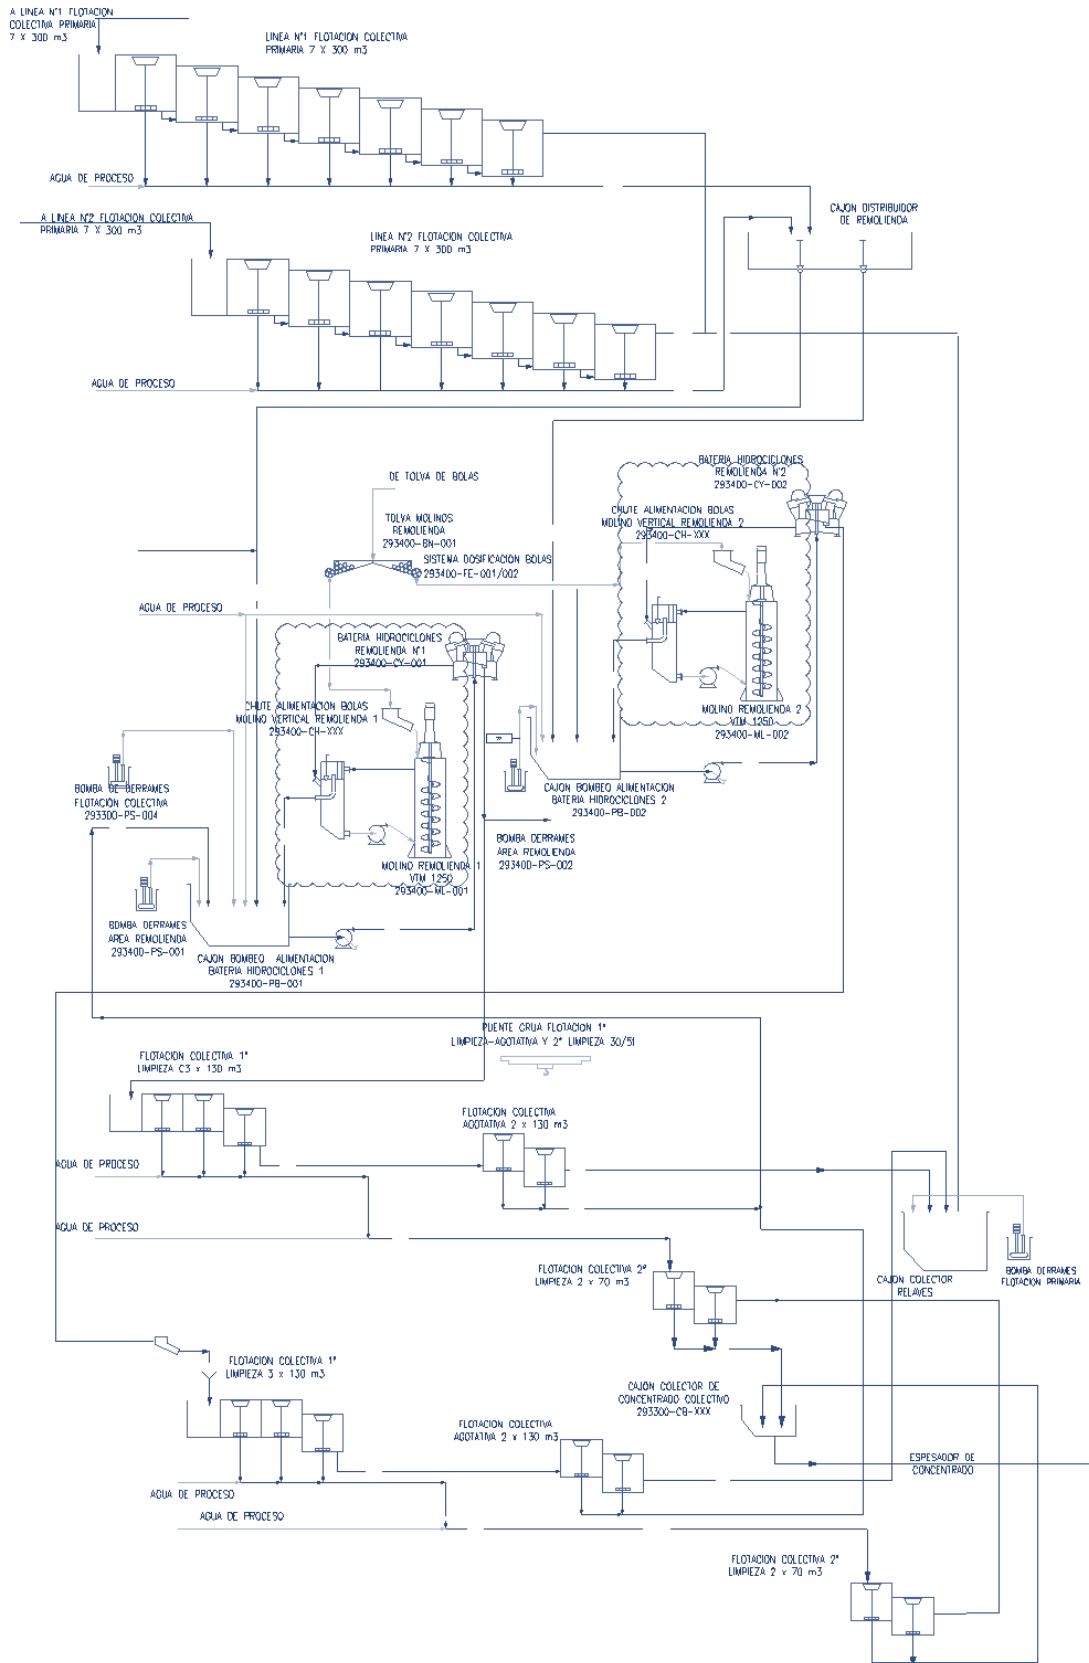 A LINEA N°1 FLOTACION
COLECTIVA PRIMARIA
7 X 300 m3
LINEA N°1 FLOTACION COLECTIVA
PRIMARIA 7 X 300 m3
AGUA DE PROCESO
CAJON DISTRIBUIDOR
DE REMOLIENDA
A LINEA N°2 FLOTACION COLECTIVA
PRIMARIA 7 X 300 m3
LINEA N°2 FLOTACION COLECTIVA
PRIMARIA 7 X 300 m3
AGUA DE PROCESO
BATERIA HIDROCICLONES
REMOLIENDA N°2
293400-CY-002
DE TOLVA DE BOLAS
CHUTE ALIMENTACION BOLAS
MOLINO VERTICAL REMOLIENDA 2
293400-CH-XXX
TOLVA MOLINOS
REMOLIENDA
293400-BN-001
SISTEMA DOSIFICACION BOLAS
293400-FE-001/002
AGUA DE PROCESO
BATERIA HIDROCICLONES
REMOLIENDA N°1
293400-CY-001
CHUTE ALIMENTACION BOLAS
MOLINO VERTICAL REMOLIENDA 1
293400-CH-XXX
MOLINO REMOLIENDA 2
VTM 1250
293400-ML-002
BOMBA DE DERRAMES
FLOTACION COLECTIVA
293300-PS-004
CAJON BOMBEO ALIMENTACION
BATERIA HIDROCICLONES 2
293400-PB-002
BOMBA DERRAMES
AREA REMOLIENDA
293400-PS-002
MOLINO REMOLIENDA 1
VTM 1250
293400-ML-001
BOMBA DERRAMES
AREA REMOLIENDA
293400-PS-001
CAJON BOMBEO ALIMENTACION
BATERIA HIDROCICLONES 1
293400-PB-001
PUENTE GRUA FLOTACION 1°
LIMPIEZA-AGOTATIVA Y 2° LIMPIEZA 30/5t
FLOTACION COLECTIVA 1°
LIMPIEZA C3 x 130 m3
FLOTACION COLECTIVA
AGOTATIVA 2 x 130 m3
AGUA DE PROCESO
AGUA DE PROCESO
FLOTACION COLECTIVA 2°
LIMPIEZA 2 x 70 m3
CAJON COLECTOR
RELAVES
BOMBA DERRAMES
FLOTACION PRIMARIA
FLOTACION COLECTIVA 1°
LIMPIEZA 3 x 130 m3
CAJON COLECTOR DE
CONCENTRADO COLECTIVO
293300-CB-XXX
FLOTACION COLECTIVA
AGOTATIVA 2 x 130 m3
ESPESADOR DE
CONCENTRADO
AGUA DE PROCESO
AGUA DE PROCESO
FLOTACION COLECTIVA 2°
LIMPIEZA 2 x 70 m3